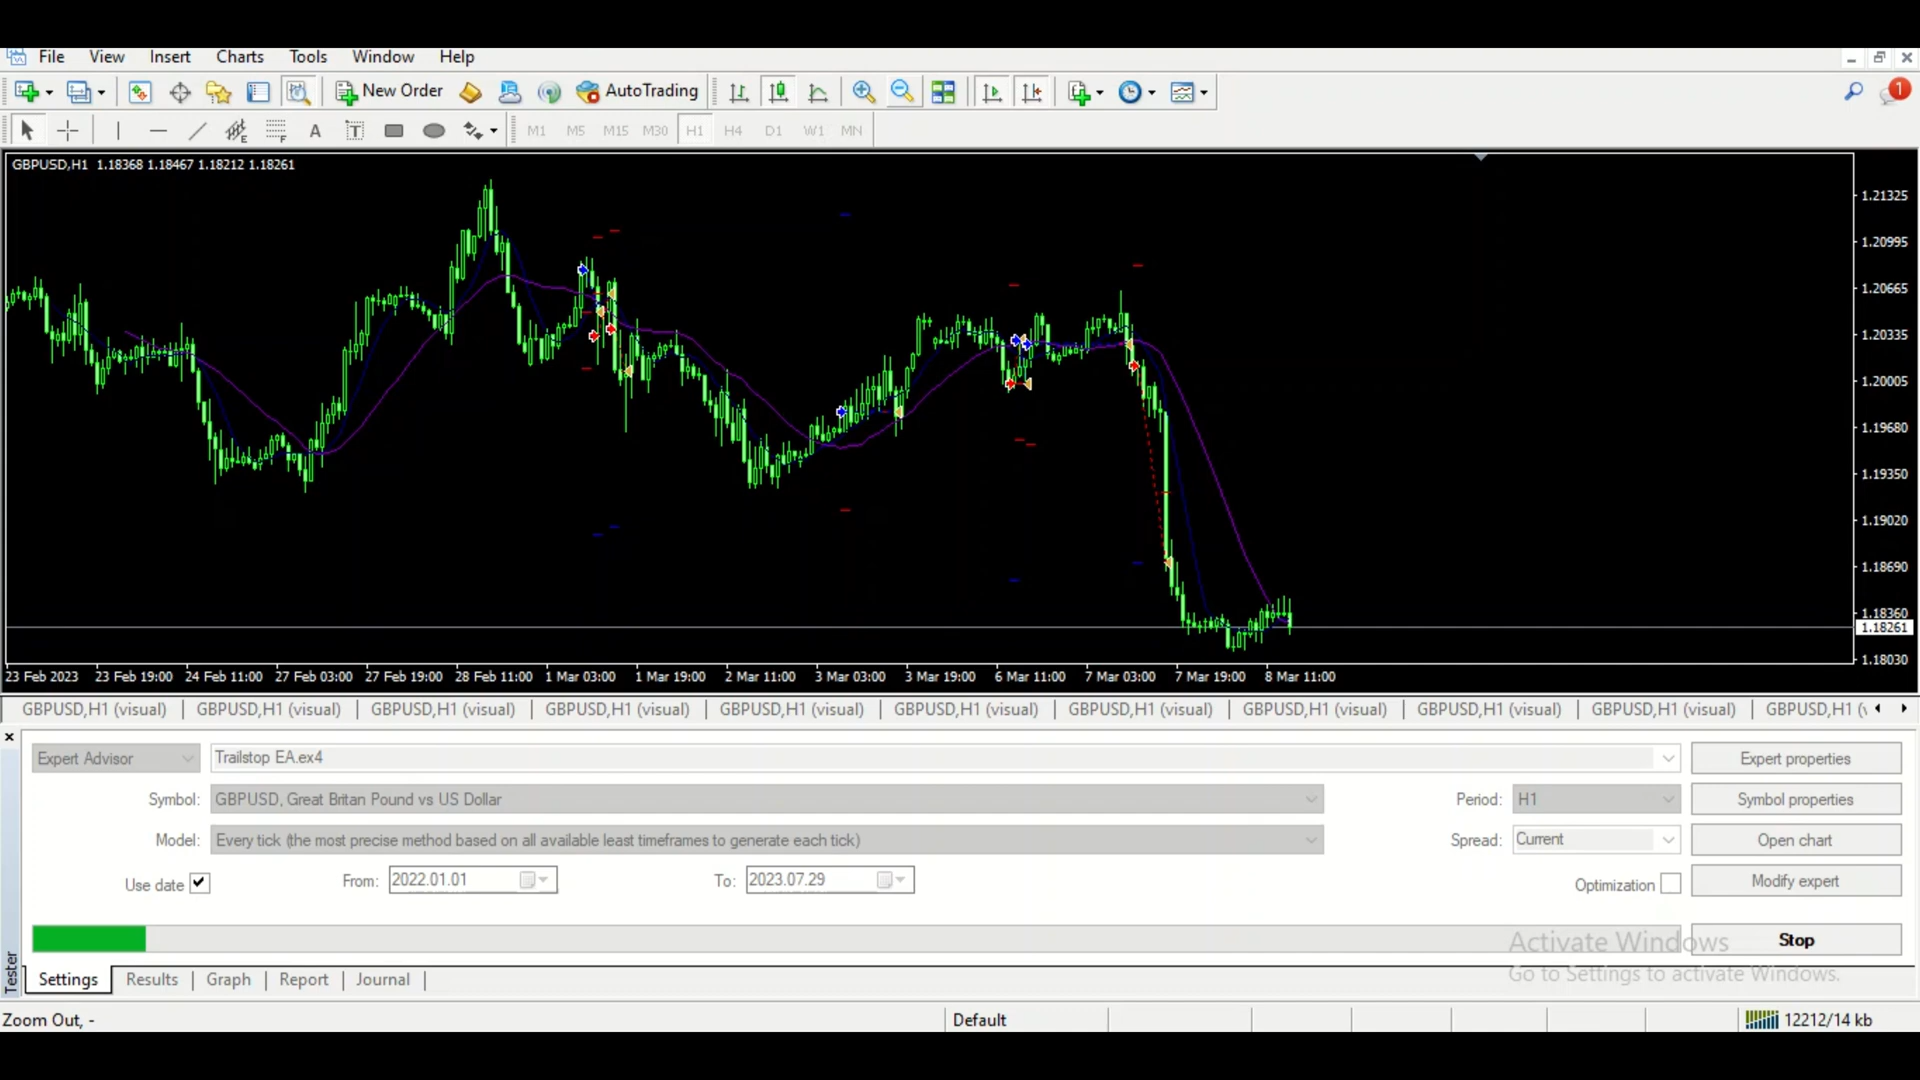 File View Insert Charts Tools Window Help
New Order AutoTrading 1
E F A T M1 M5 M15 M30 H1 H4 D1 W1 MN
GBPUSD,H1 1.18368 1.18467 1.18212 1.18261
1.21325
1.20995
1.20665
1.20335
1.20005
1.19680
1.19350
1.19020
1.18690
1.18360
1.18261
1.18030
23 Feb 2023 23 Feb 19:00 24 Feb 11:00 27 Feb 03:00 27 Feb 19:00 28 Feb 11:00 1 Mar 03:00 1 Mar 19:00 2 Mar 11:00 3 Mar 03:00 3 Mar 19:00 6 Mar 11:00 7 Mar 03:00 7 Mar 19:00 8 Mar 11:00
GBPUSD,H1 (visual) GBPUSD,H1 (visual) GBPUSD,H1 (visual) GBPUSD,H1 (visual) GBPUSD,H1 (visual) GBPUSD,H1 (visual) GBPUSD,H1 (visual) GBPUSD,H1 (visual) GBPUSD,H1 (visual) GBPUSD,H1 (visual) GBPUSD,H1 (
Expert Advisor Trailstop EA.ex4 Expert properties
Symbol: GBPUSD, Great Britan Pound vs US Dollar Period: H1 Symbol properties
Model: Every tick (the most precise method based on all available least timeframes to generate each tick) Spread: Current Open chart
Use date From: 2022.01.01 To: 2023.07.29 Optimization Modify expert
Activate Windows Stop
Go to Settings to activate Windows.
Tester
Settings Results Graph Report Journal
Zoom Out, - Default 12212/14 kb